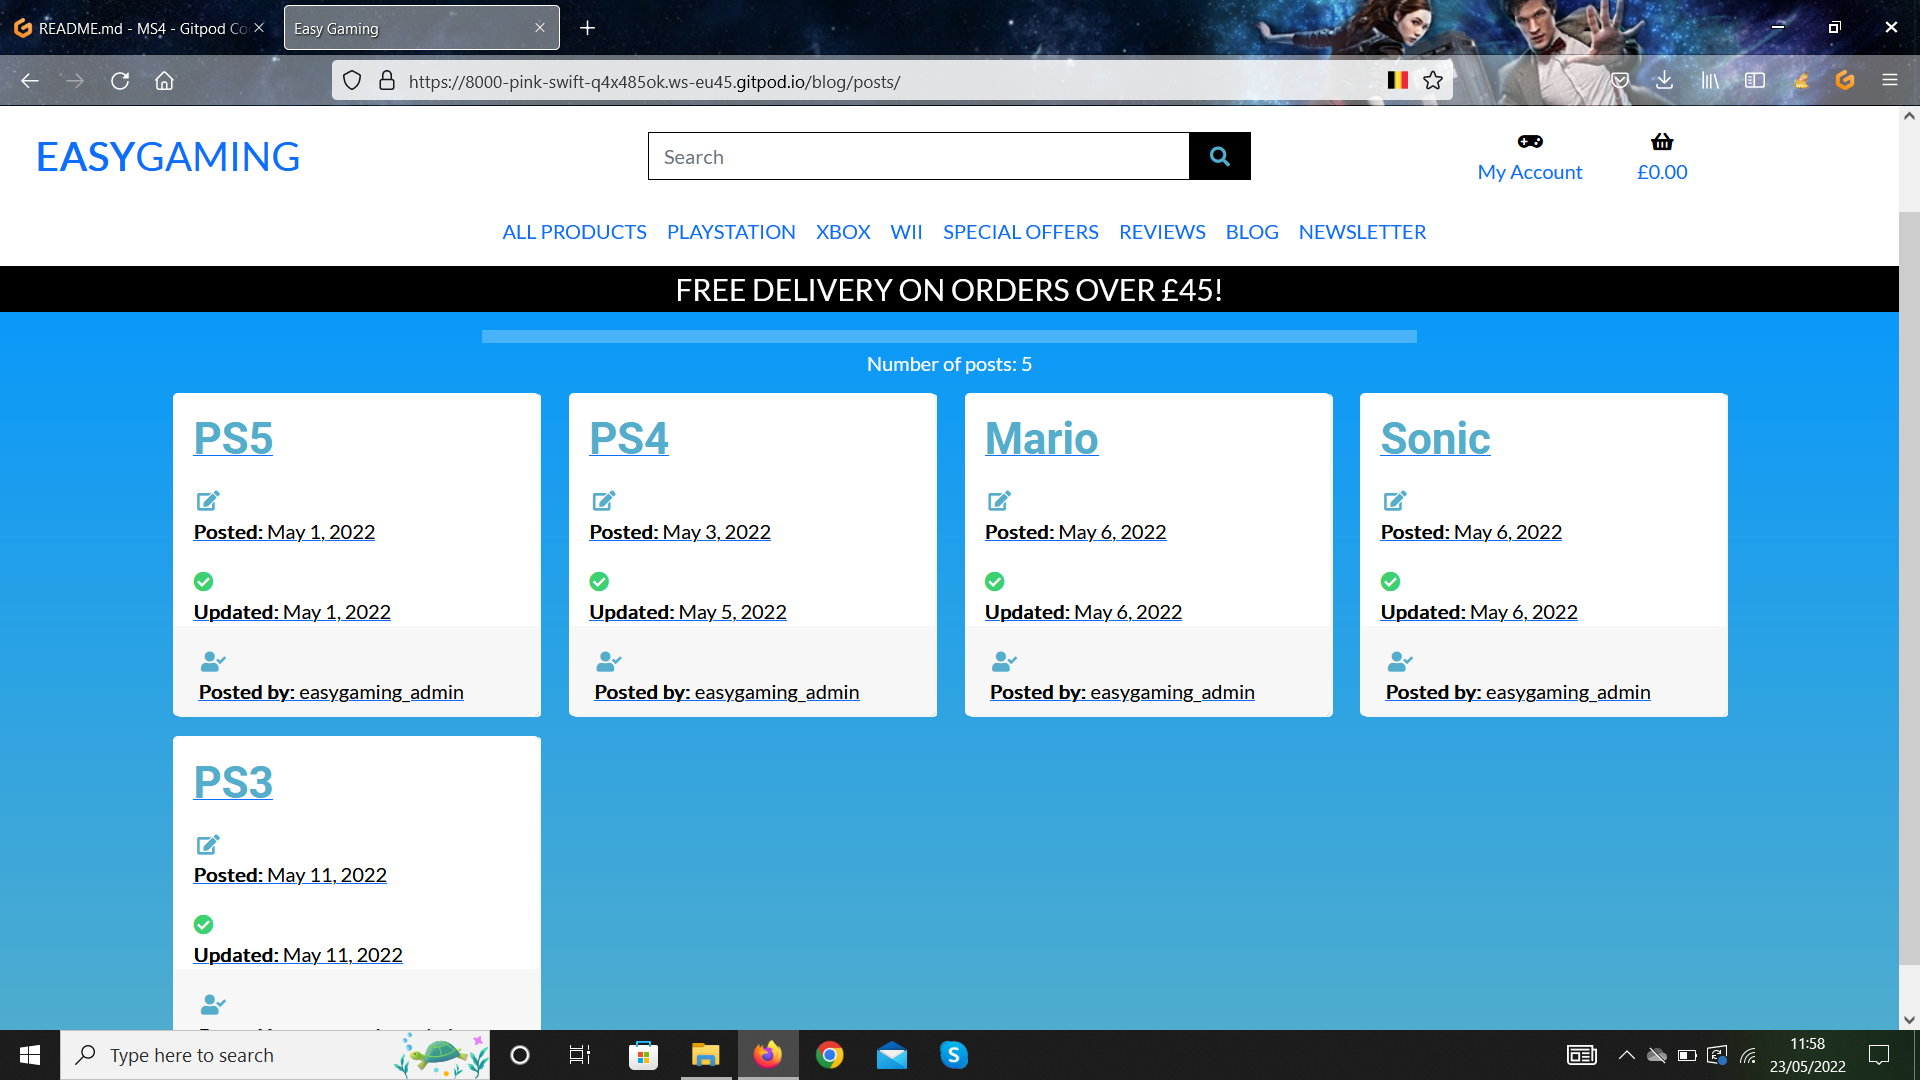 README.md - MS4 - Gitpod Co
Easy Gaming
https://8000-pink-swift-q4x485ok.ws-eu45.gitpod.io/blog/posts/
EASYGAMING
Search
My Account
£0.00
ALL PRODUCTS PLAYSTATION XBOX WII SPECIAL OFFERS REVIEWS BLOG NEWSLETTER
FREE DELIVERY ON ORDERS OVER £45!
Number of posts: 5
PS5
Posted: May 1, 2022
Updated: May 1, 2022
Posted by: easygaming_admin
PS4
Posted: May 3, 2022
Updated: May 5, 2022
Posted by: easygaming_admin
Mario
Posted: May 6, 2022
Updated: May 6, 2022
Posted by: easygaming_admin
Sonic
Posted: May 6, 2022
Updated: May 6, 2022
Posted by: easygaming_admin
PS3
Posted: May 11, 2022
Updated: May 11, 2022
Type here to search
11:58
23/05/2022